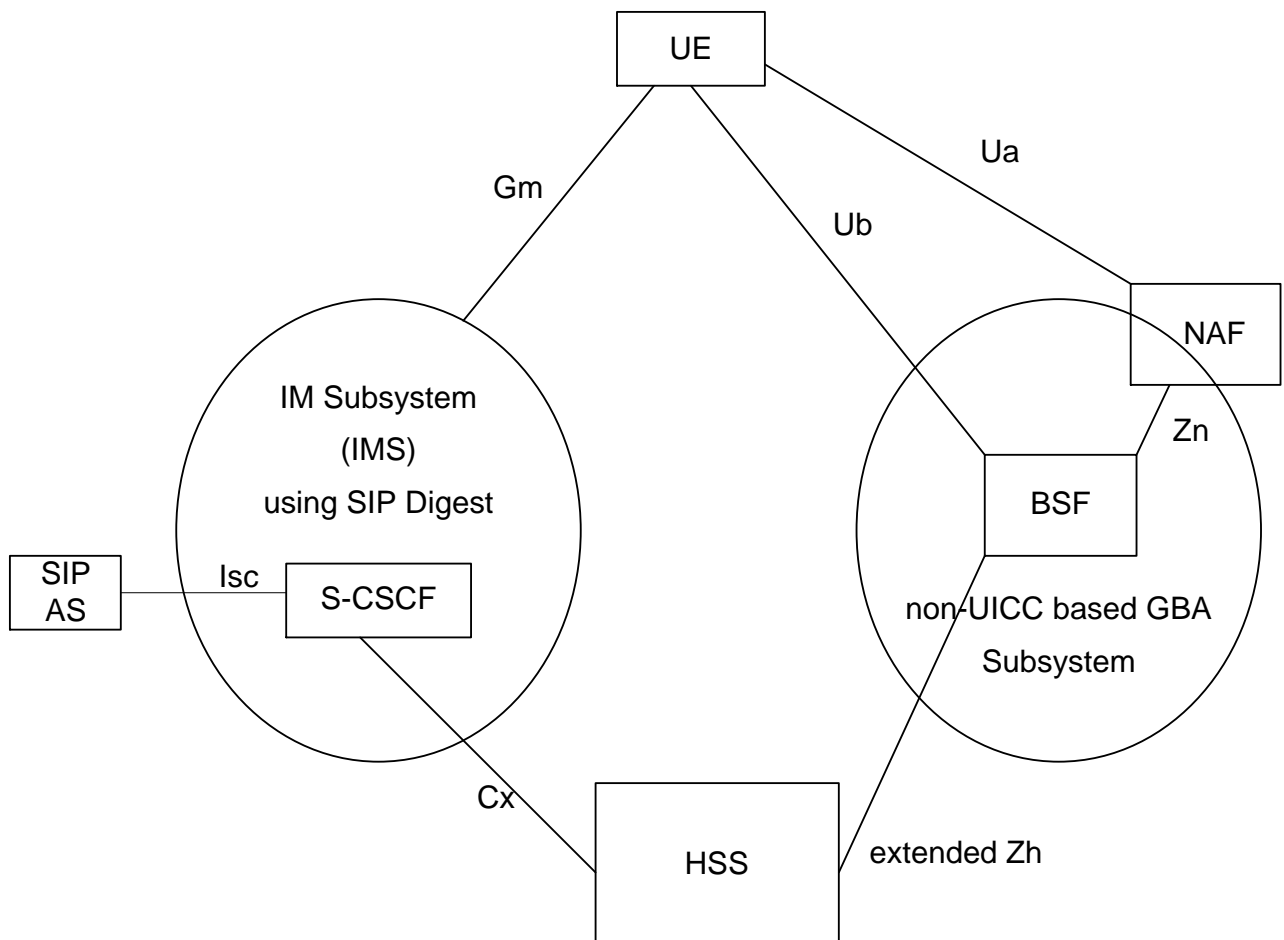 UE
Ua
Gm
Ub
NAF
IM Subsystem
(IMS)
using SIP Digest
Zn
BSF
SIP
AS
Isc
S-CSCF
non-UICC based GBA
Subsystem
Cx
HSS
extended Zh